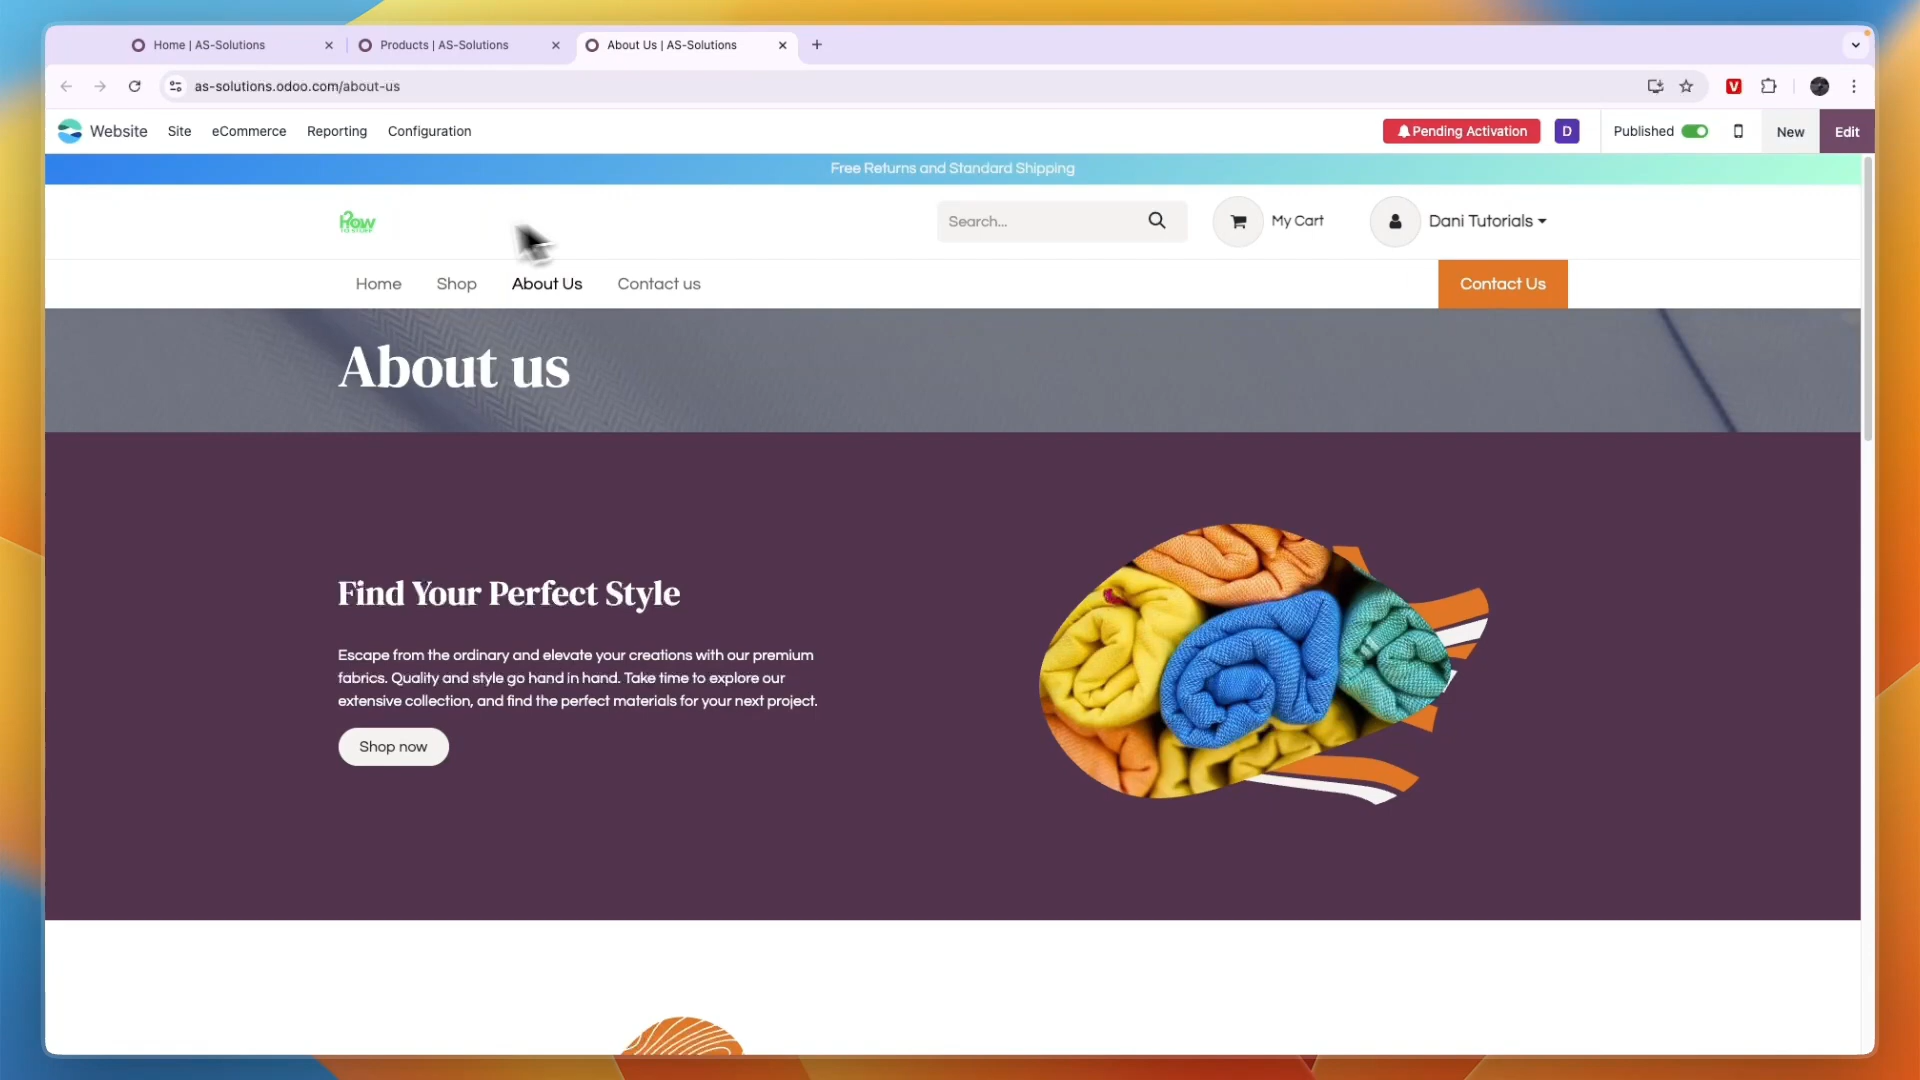 Home | AS-Solutions
Products | AS-Solutions
About Us | AS-Solutions
as-solutions.odoo.com/about-us
V
Website
Site
eCommerce
Reporting
Configuration
Pending Activation
D
Published
New
Edit
Free Returns and Standard Shipping
HOW
TO STUFF
Search...
My Cart
Dani Tutorials
Home
Shop
About Us
Contact us
Contact Us
About us
Find Your Perfect Style
Escape from the ordinary and elevate your creations with our premium
fabrics. Quality and style go hand in hand. Take time to explore our
extensive collection, and find the perfect materials for your next project.
Shop now